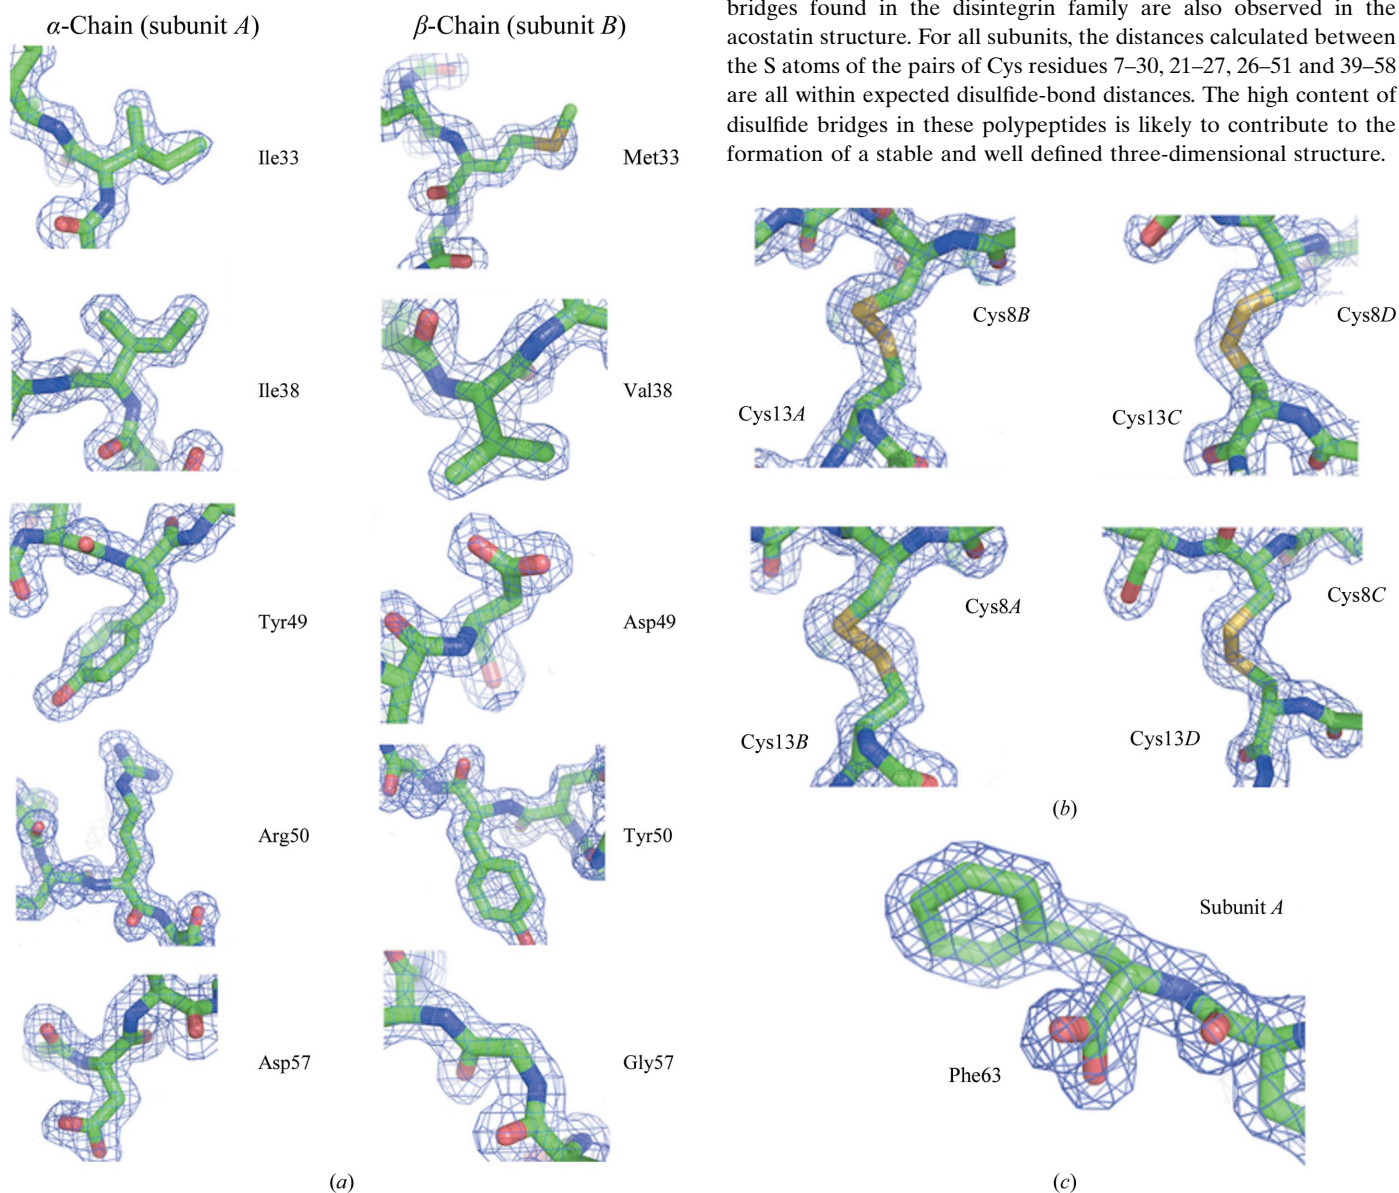 α-Chain (subunit A)
β-Chain (subunit B)
Ile33
Met33
Ile38
Val38
Tyr49
Asp49
Arg50
Tyr50
Asp57
Gly57
(a)
bridges found in the disintegrin family are also observed in the
acostatin structure. For all subunits, the distances calculated between
the S atoms of the pairs of Cys residues 7–30, 21–27, 26–51 and 39–58
are all within expected disulfide-bond distances. The high content of
disulfide bridges in these polypeptides is likely to contribute to the
formation of a stable and well defined three-dimensional structure.
Cys8B
Cys13A
Cys8D
Cys13C
Cys8A
Cys13B
Cys8C
Cys13D
(b)
Subunit A
Phe63
(c)